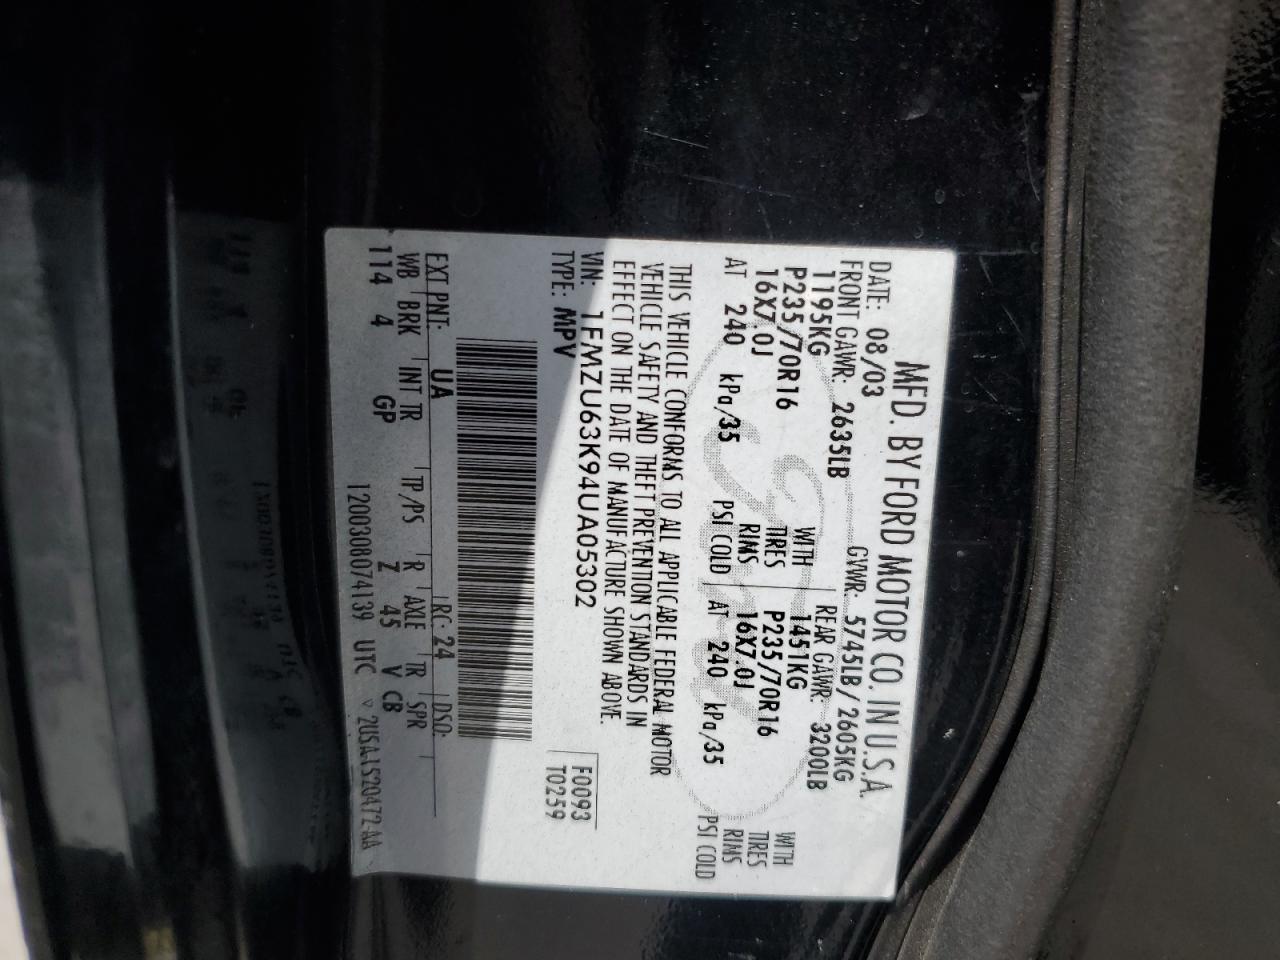 MFD. BY FORD MOTOR CO. IN U.S.A.
DATE: 08/03 GVWR: 5745LB / 2605KG
FRONT GAWR: 2635LB REAR GAWR: 3200LB
1195KG WITH 1451KG WITH
P235/70R16 TIRES P235/70R16 TIRES
16X7.0J RIMS 16X7.0J RIMS
AT 240 kPa/35 PSI COLD AT 240 kPa/35 PSI COLD
THIS VEHICLE CONFORMS TO ALL APPLICABLE FEDERAL MOTOR
VEHICLE SAFETY AND THEFT PREVENTION STANDARDS IN
EFFECT ON THE DATE OF MANUFACTURE SHOWN ABOVE.
VIN: 1FMZU63K94UA05302 F0093
TYPE: MPV T0259
EXT PNT: UA RC: 24 DSO:
WB BRK INT TR TP/PS R AXLE TR SPR
114 4 GP Z 45 V CB
1200308074139 UTC ▽ 2USA-1520472-AA